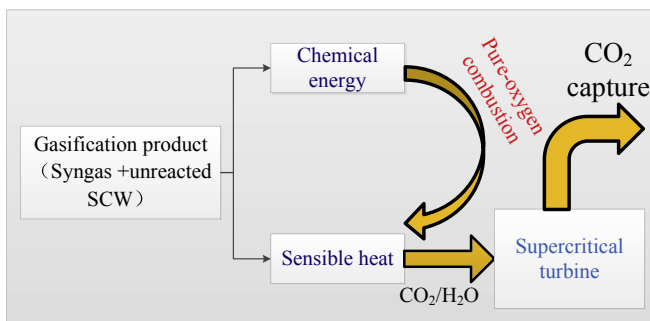 Chemical
energy
Pure-oxygen
combustion
CO₂
capture
Gasification product
（Syngas +unreacted
SCW）
Sensible heat
CO₂/H₂O
Supercritical
turbine